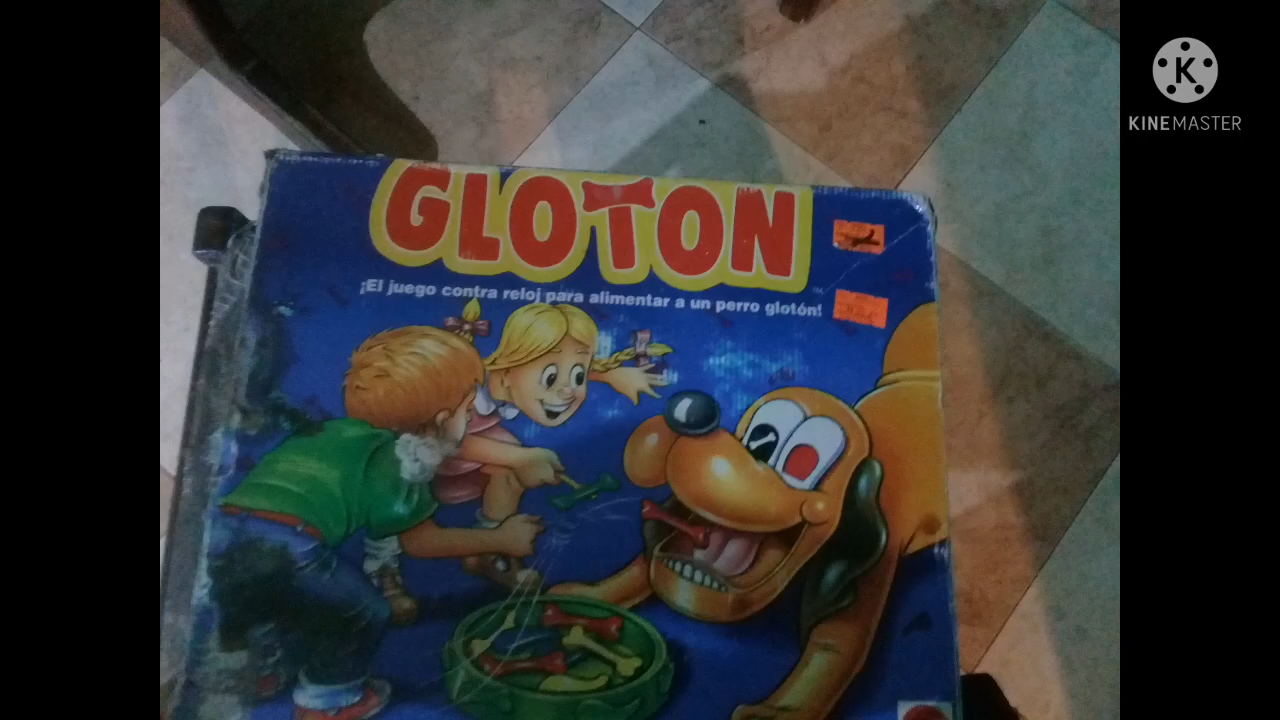 GLOTON
¡El juego contra reloj para alimentar a un perro glotón!
K
KINEMASTER